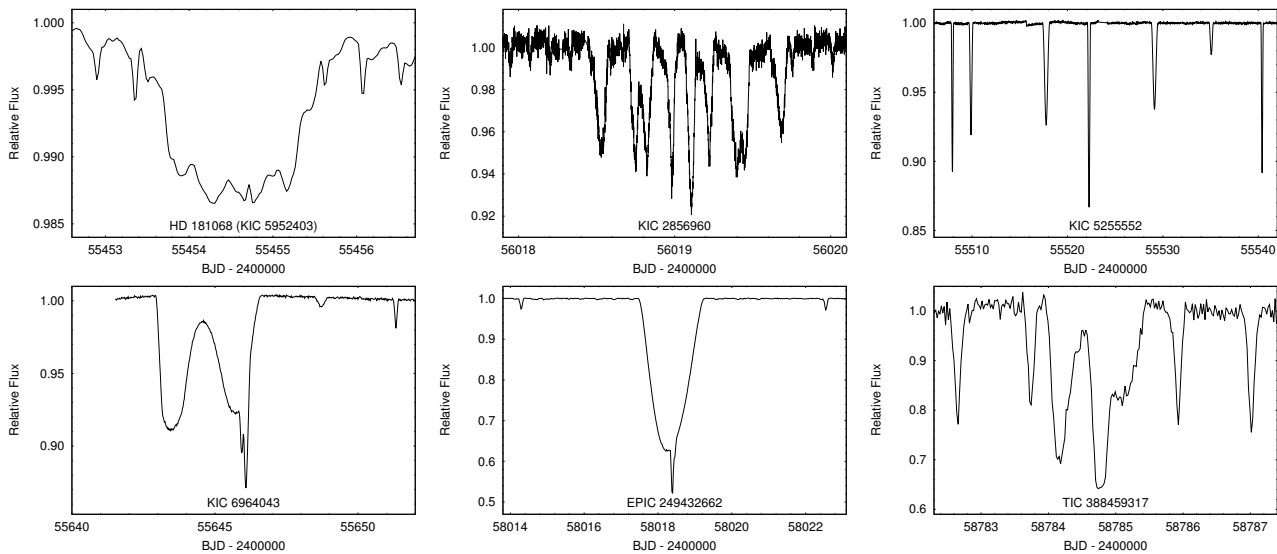 1.000
0.995
0.990
0.985
Relative Flux
HD 181068 (KIC 5952403)
55453 55454 55455 55456
BJD - 2400000
1.00
0.98
0.96
0.94
0.92
Relative Flux
KIC 2856960
56018 56019 56020
BJD - 2400000
1.00
0.95
0.90
0.85
Relative Flux
KIC 5255552
55510 55520 55530 55540
BJD - 2400000
1.00
0.95
0.90
Relative Flux
KIC 6964043
55640 55645 55650
BJD - 2400000
1.0
0.9
0.8
0.7
0.6
0.5
Relative Flux
EPIC 249432662
58014 58016 58018 58020 58022
BJD - 2400000
1.0
0.9
0.8
0.7
0.6
Relative Flux
TIC 388459317
58783 58784 58785 58786 58787
BJD - 2400000